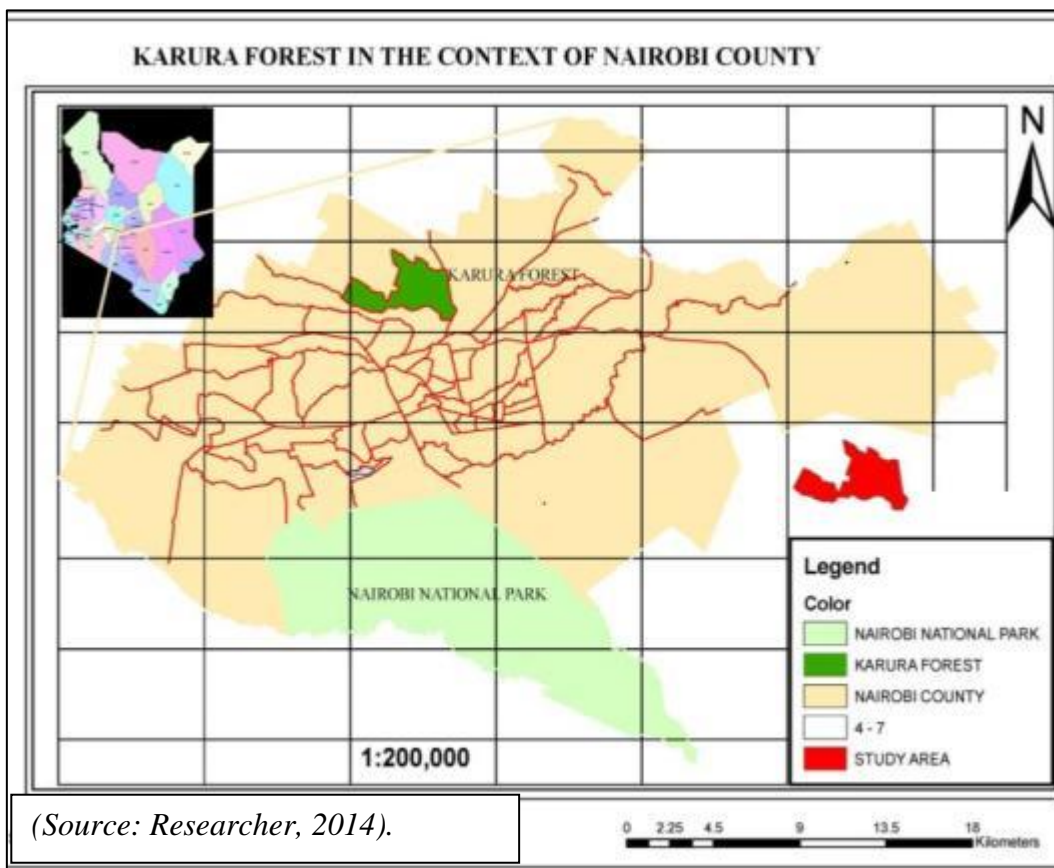 KARURA FOREST IN THE CONTEXT OF NAIROBI COUNTY
N
KARURA FOREST
NAIROBI NATIONAL PARK
Legend
Color
NAIROBI NATIONAL PARK
KARURA FOREST
NAIROBI COUNTY
4 - 7
STUDY AREA
1:200,000
(Source: Researcher, 2014).
0 2.25 4.5 9 13.5 18
Kilometers